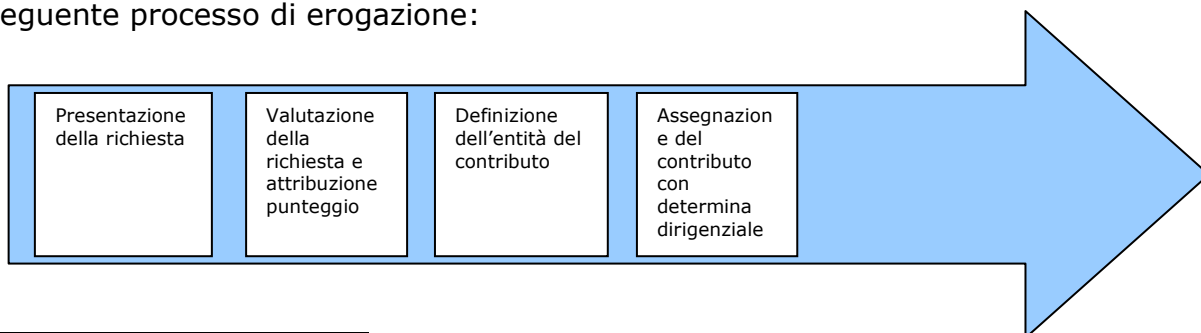 eguente processo di erogazione:
Presentazione
della richiesta
Valutazione
della
richiesta e
attribuzione
punteggio
Definizione
dell'entità del
contributo
Assegnazion
e del
contributo
con
determina
dirigenziale